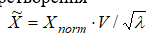 X̃ = X_norm · V / √λ